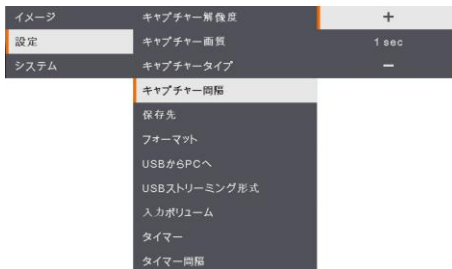 イメージ
設定
システム
キャプチャー解像度
キャプチャー画質
キャプチャータイプ
キャプチャー間隔
保存先
フォーマット
USBからPCへ
USBストリーミング形式
入力ボリューム
タイマー
タイマー間隔
+
1 sec
−